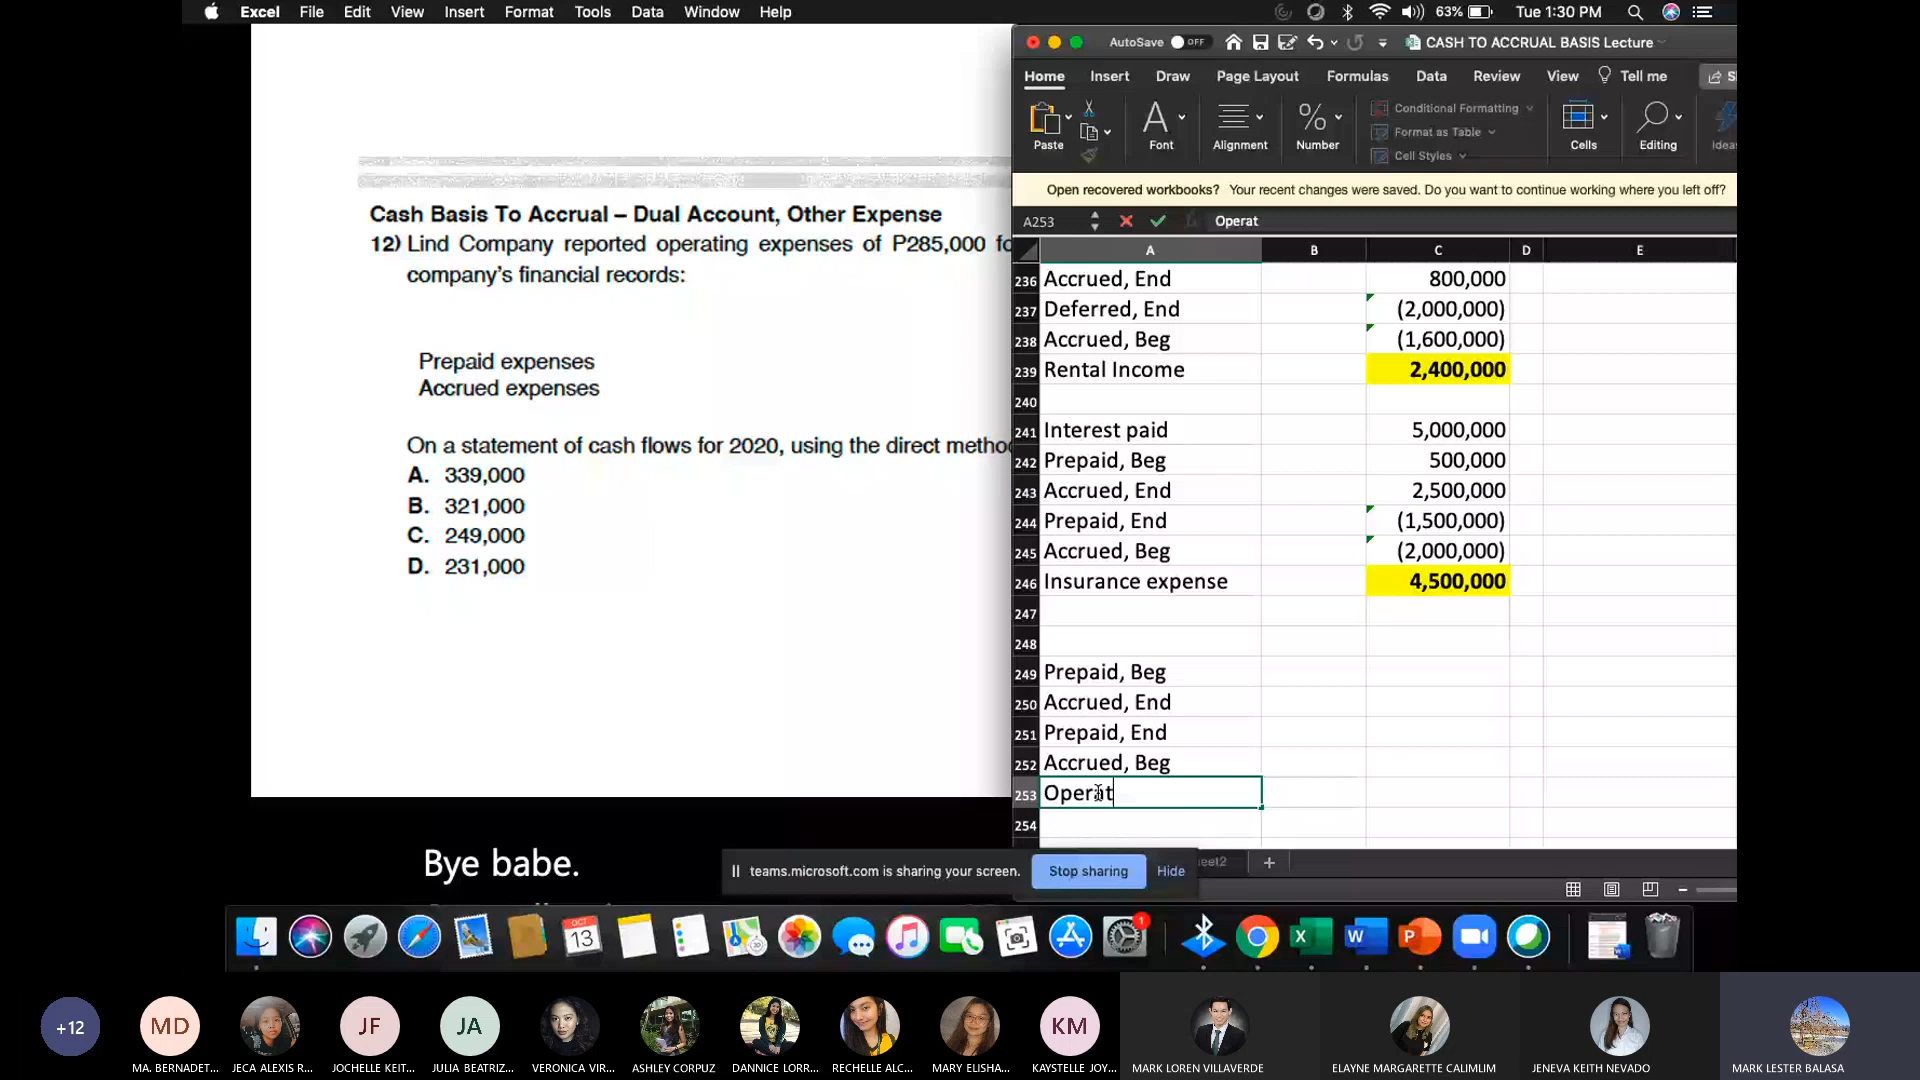 Excel File Edit View Insert Format Tools Data Window Help
63% Tue 1:30 PM
AutoSave OFF CASH TO ACCRUAL BASIS Lecture
Home Insert Draw Page Layout Formulas Data Review View Tell me S
Paste Font Alignment Number Conditional Formatting Format as Table Cell Styles Cells Editing Ideas
Open recovered workbooks? Your recent changes were saved. Do you want to continue working where you left off?
A253 Operat
A B C D E
236 Accrued, End 800,000
237 Deferred, End (2,000,000)
238 Accrued, Beg (1,600,000)
239 Rental Income 2,400,000
240
241 Interest paid 5,000,000
242 Prepaid, Beg 500,000
243 Accrued, End 2,500,000
244 Prepaid, End (1,500,000)
245 Accrued, Beg (2,000,000)
246 Insurance expense 4,500,000
247
248
249 Prepaid, Beg
250 Accrued, End
251 Prepaid, End
252 Accrued, Beg
253 Operat
254
Cash Basis To Accrual – Dual Account, Other Expense
12) Lind Company reported operating expenses of P285,000 fo
company's financial records:
Prepaid expenses
Accrued expenses
On a statement of cash flows for 2020, using the direct metho
A. 339,000
B. 321,000
C. 249,000
D. 231,000
Bye babe.
teams.microsoft.com is sharing your screen. Stop sharing Hide
eet2
OCT
13
1
+12
MD JF JA KM
MA. BERNADET... JECA ALEXIS R... JOCHELLE KEIT... JULIA BEATRIZ... VERONICA VIR... ASHLEY CORPUZ DANNICE LORR... RECHELLE ALC... MARY ELISHA... KAYSTELLE JOY... MARK LOREN VILLAVERDE ELAYNE MARGARETTE CALIMLIM JENEVA KEITH NEVADO MARK LESTER BALASA